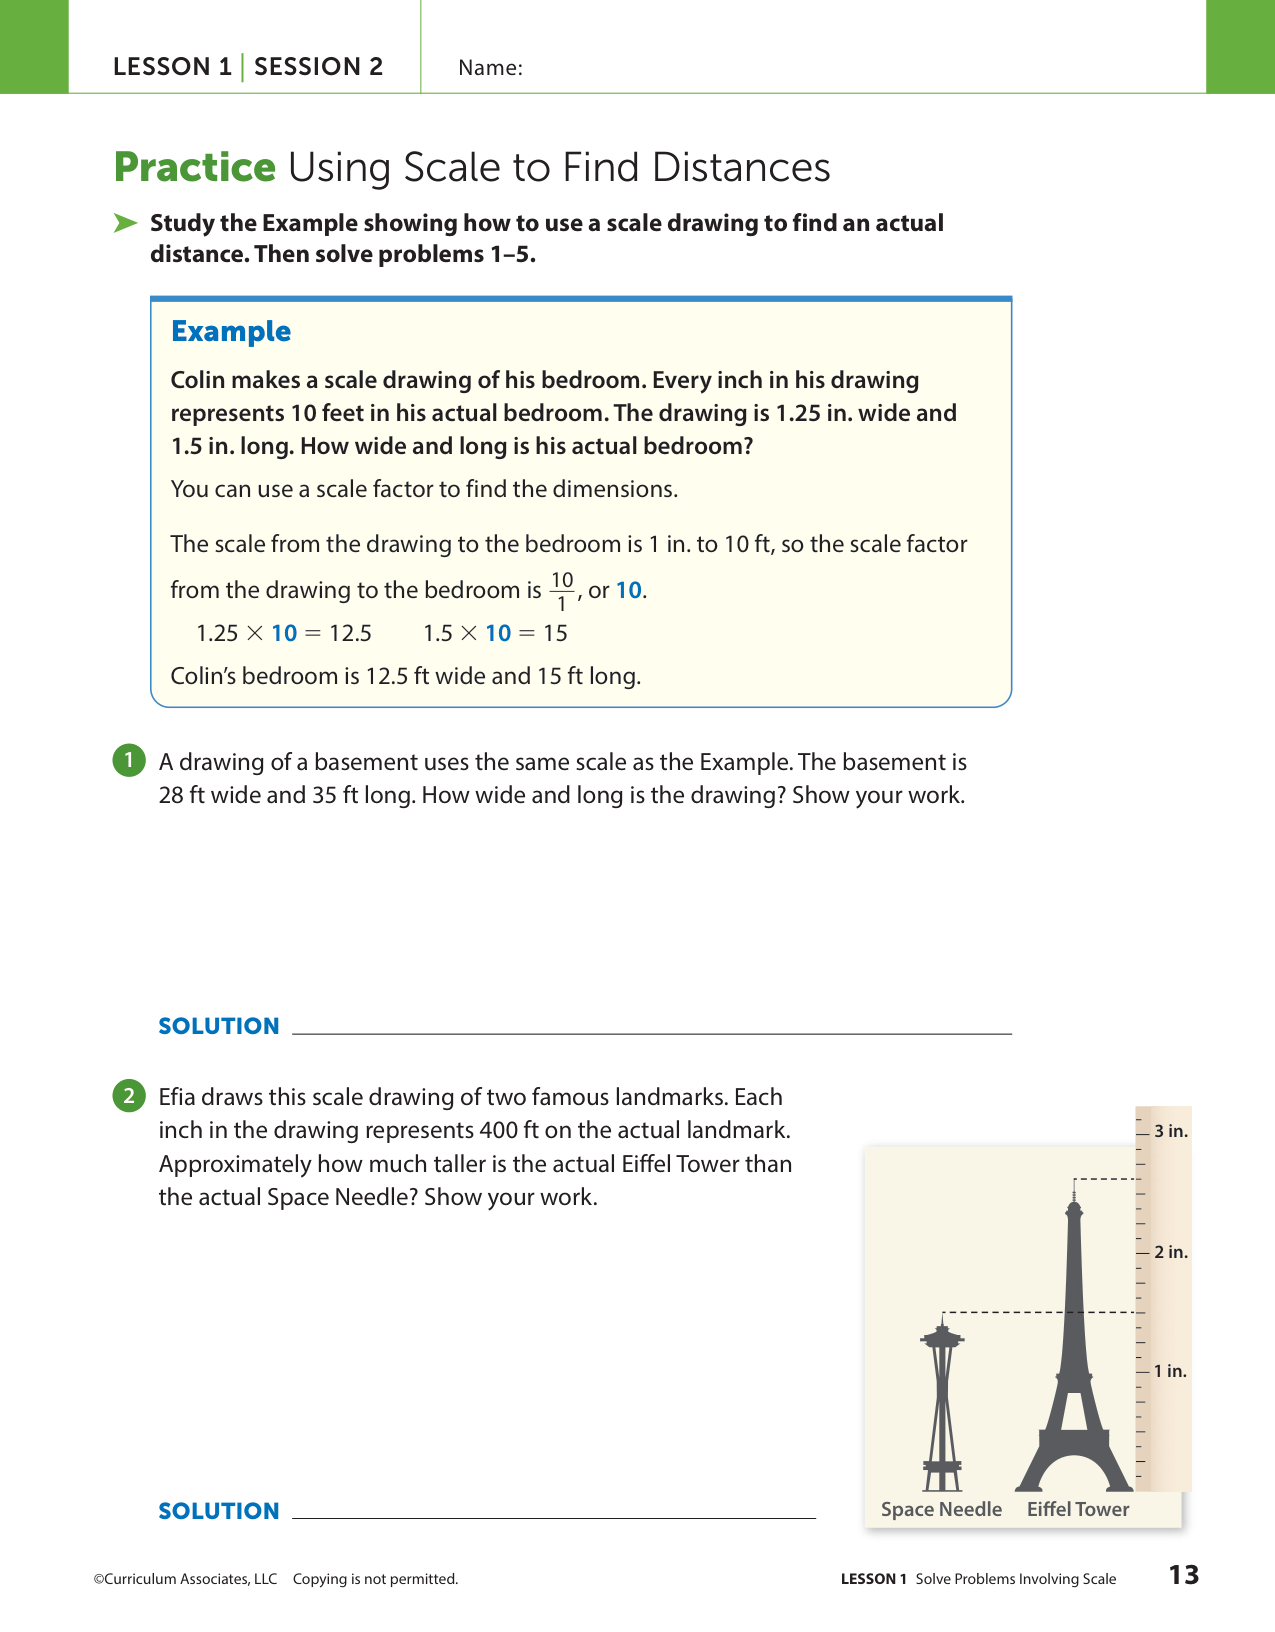 LESSON 1 | SESSION 2
Name:
Practice Using Scale to Find Distances
Study the Example showing how to use a scale drawing to find an actual
distance. Then solve problems 1–5.
Example
Colin makes a scale drawing of his bedroom. Every inch in his drawing
represents 10 feet in his actual bedroom. The drawing is 1.25 in. wide and
1.5 in. long. How wide and long is his actual bedroom?
You can use a scale factor to find the dimensions.
The scale from the drawing to the bedroom is 1 in. to 10 ft, so the scale factor
from the drawing to the bedroom is 10/1, or 10.
1.25 × 10 = 12.5    1.5 × 10 = 15
Colin's bedroom is 12.5 ft wide and 15 ft long.
1 A drawing of a basement uses the same scale as the Example. The basement is
28 ft wide and 35 ft long. How wide and long is the drawing? Show your work.
SOLUTION
2 Efia draws this scale drawing of two famous landmarks. Each
inch in the drawing represents 400 ft on the actual landmark.
Approximately how much taller is the actual Eiffel Tower than
the actual Space Needle? Show your work.
3 in.
2 in.
1 in.
Space Needle
Eiffel Tower
SOLUTION
©Curriculum Associates, LLC Copying is not permitted.
LESSON 1 Solve Problems Involving Scale
13